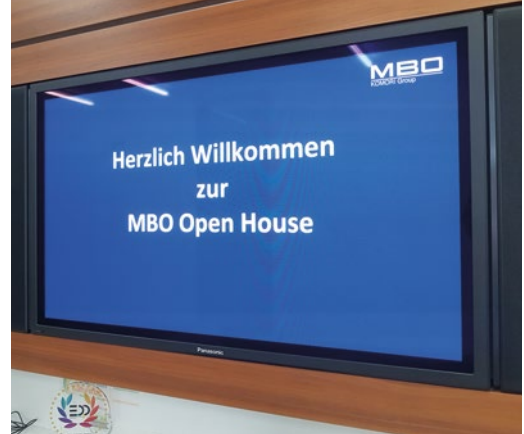 MBO
KOMORI Group
Herzlich Willkommen
zur
MBO Open House
Panasonic